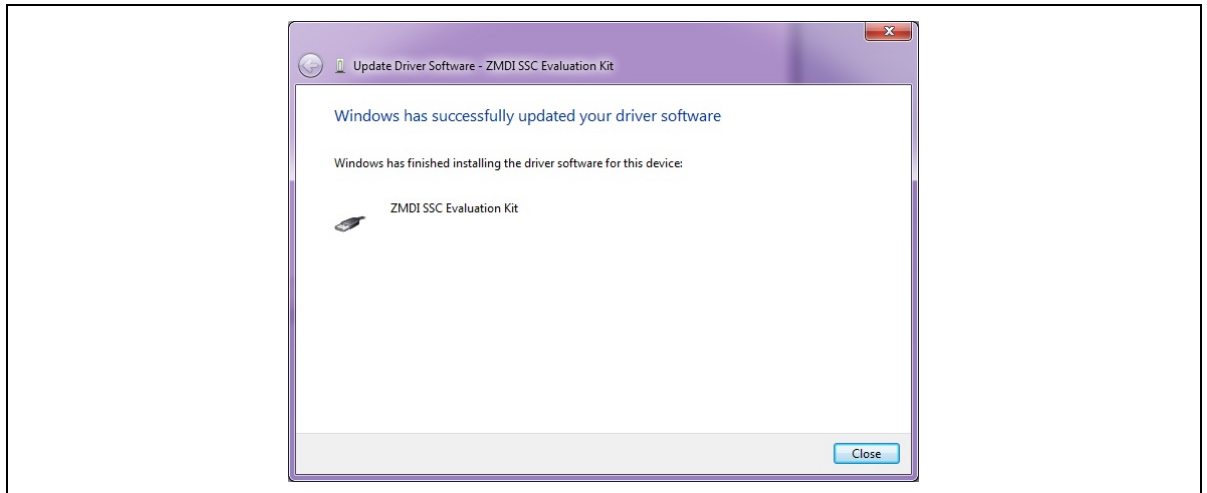 Update Driver Software - ZMDI SSC Evaluation Kit
Windows has successfully updated your driver software
Windows has finished installing the driver software for this device:
ZMDI SSC Evaluation Kit
Close